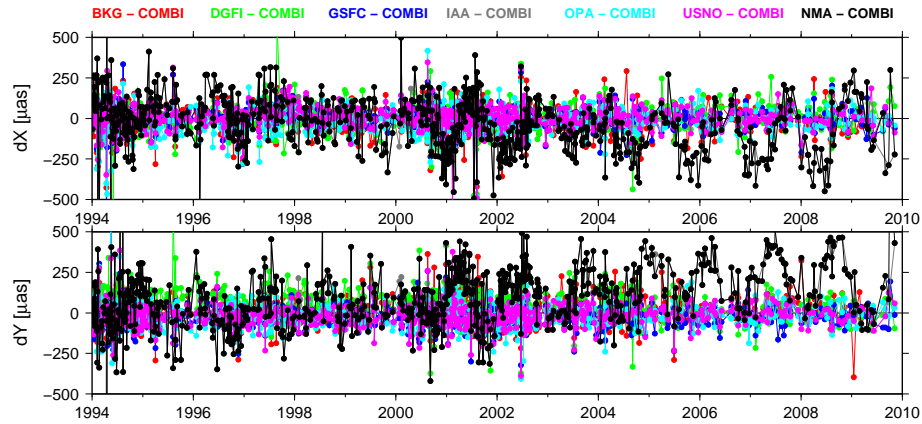 BKG – COMBI DGFI – COMBI GSFC – COMBI IAA – COMBI OPA – COMBI USNO – COMBI NMA – COMBI
dX [µas]
500
250
0
−250
−500
1994 1996 1998 2000 2002 2004 2006 2008 2010
dY [µas]
500
250
0
−250
−500
1994 1996 1998 2000 2002 2004 2006 2008 2010